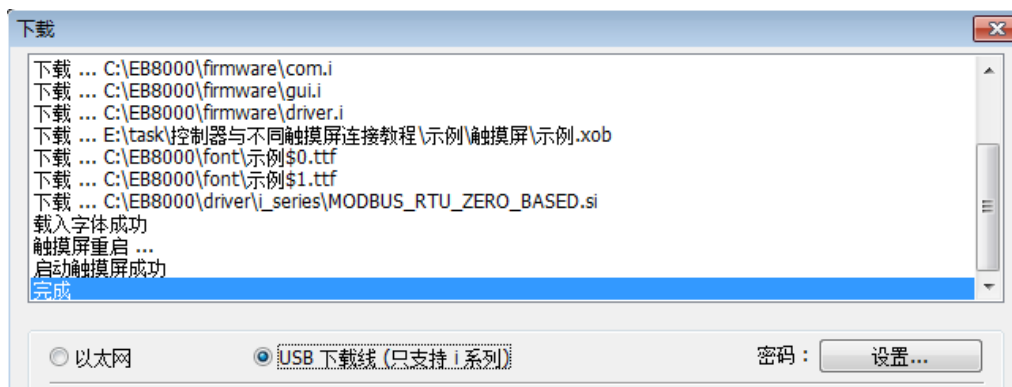 下载
下载 ... C:\EB8000\firmware\com.i
下载 ... C:\EB8000\firmware\gui.i
下载 ... C:\EB8000\firmware\driver.i
下载 ... E:\task\控制器与不同触摸屏连接教程\示例\触摸屏\示例.xob
下载 ... C:\EB8000\font\示例$0.ttf
下载 ... C:\EB8000\font\示例$1.ttf
下载 ... C:\EB8000\driver\i_series\MODBUS_RTU_ZERO_BASED.si
载入字体成功
触摸屏重启 ...
启动触摸屏成功
完成
以太网 USB 下载线 (只支持 i 系列) 密码： 设置...